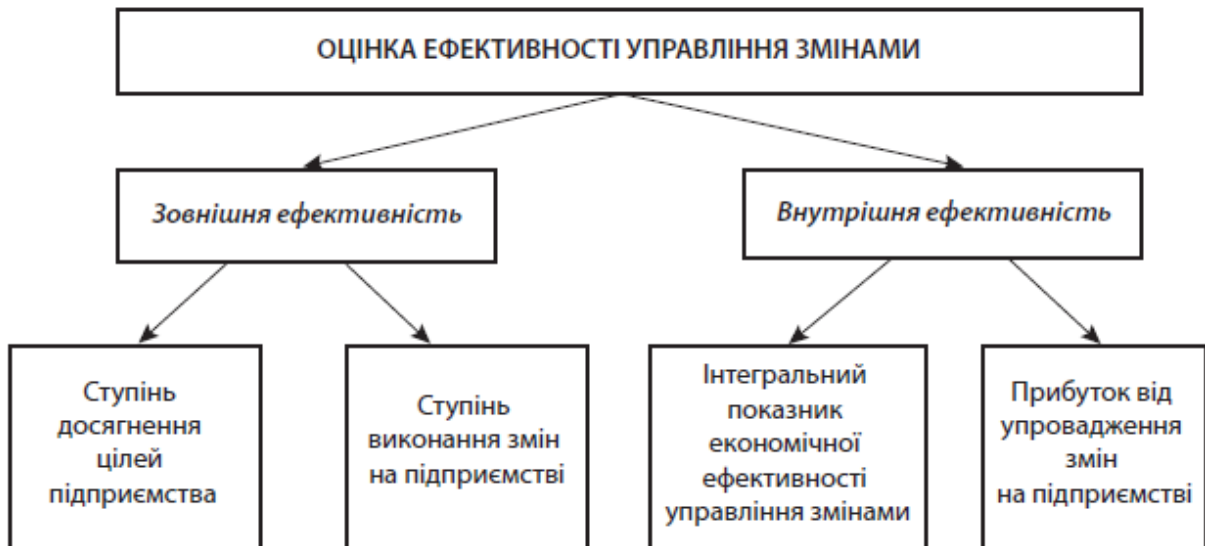 ОЦІНКА ЕФЕКТИВНОСТІ УПРАВЛІННЯ ЗМІНАМИ
Зовнішня ефективність
Внутрішня ефективність
Ступінь
досягнення
цілей
підприємства
Ступінь
виконання змін
на підприємстві
Інтегральний
показник
економічної
ефективності
управління змінами
Прибуток від
упровадження
змін
на підприємстві